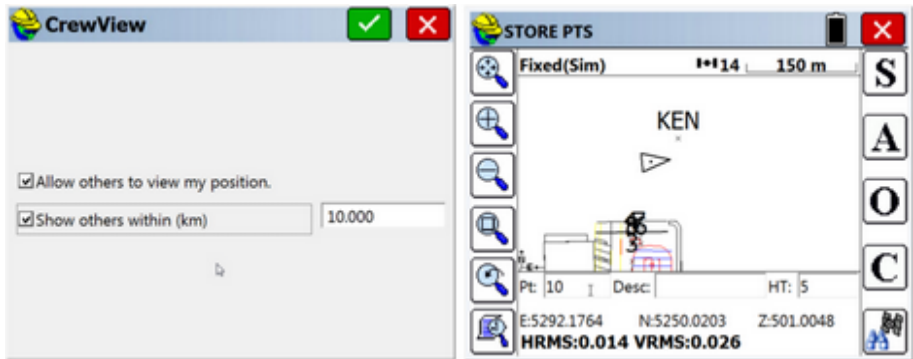 CrewView
Allow others to view my position.
Show others within (km) 10.000
STORE PTS
Fixed(Sim) 14 150 m
S
KEN
A
O
C
Pt: 10 Desc: HT: 5
E:5292.1764 N:5250.0203 Z:501.0048
HRMS:0.014 VRMS:0.026